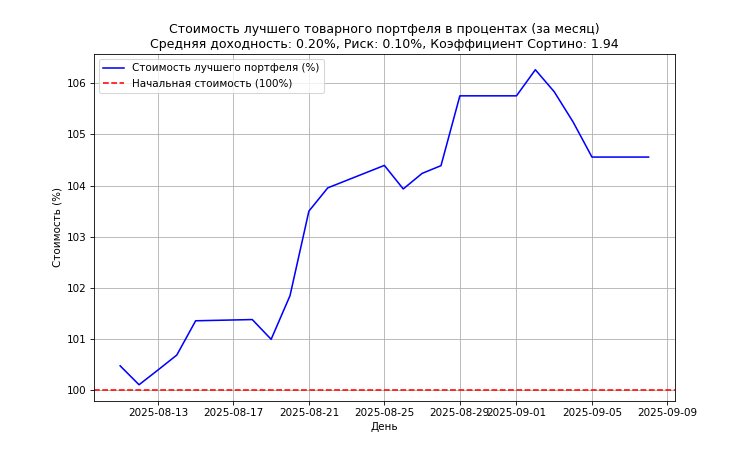 Стоимость лучшего товарного портфеля в процентах (за месяц)
Средняя доходность: 0.20%, Риск: 0.10%, Коэффициент Сортино: 1.94
Стоимость лучшего портфеля (%)
Начальная стоимость (100%)
Стоимость (%)
106
105
104
103
102
101
100
2025-08-13 2025-08-17 2025-08-21 2025-08-25 2025-08-29 2025-09-01 2025-09-05 2025-09-09
День